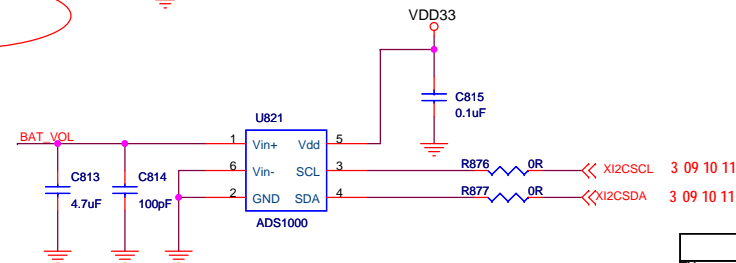 VDD33
C815
0.1uF
U821
BAT_VOL
1 Vin+ Vdd 5
6 Vin- SCL 3
2 GND SDA 4
ADS1000
C813
4.7uF
C814
100pF
R876 0R
XI2CSCL 3 09 10 11
R877 0R
XI2CSDA 3 09 10 11